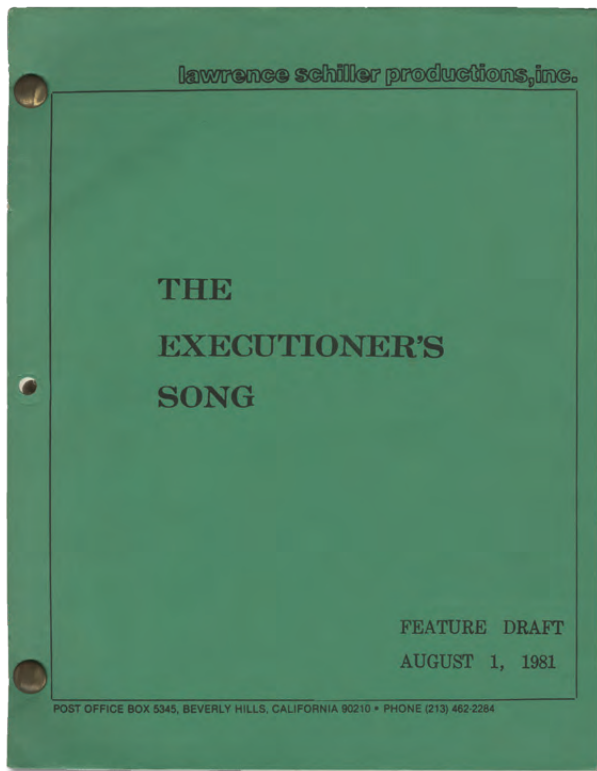 lawrence schiller productions,inc.
THE
EXECUTIONER'S
SONG
FEATURE DRAFT
AUGUST 1, 1981
POST OFFICE BOX 5345, BEVERLY HILLS, CALIFORNIA 90210 • PHONE (213) 462-2284